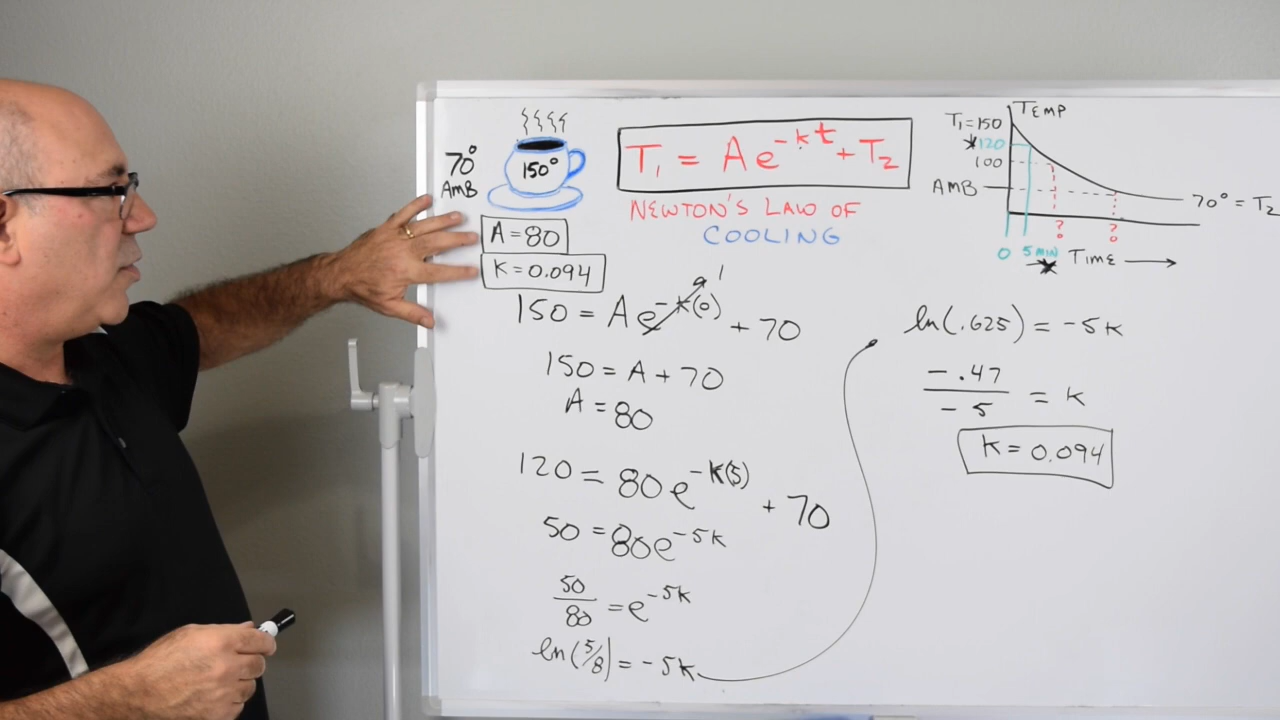 70° AMB
150°
A = 80
K = 0.094
T₁ = Ae^-kt + T₂
NEWTON'S LAW OF
COOLING
TEMP
T₁ = 150
*120
100
AMB
70° = T₂
? ?
0 5 MIN TIME →
*
150 = Ae^-k(0) + 70
1
150 = A + 70
A = 80
120 = 80e^-k(5) + 70
50 = 80e^-5k
50/80 = e^-5k
ln(5/8) = -5k
ln(.625) = -5k
-.47/-5 = k
K = 0.094